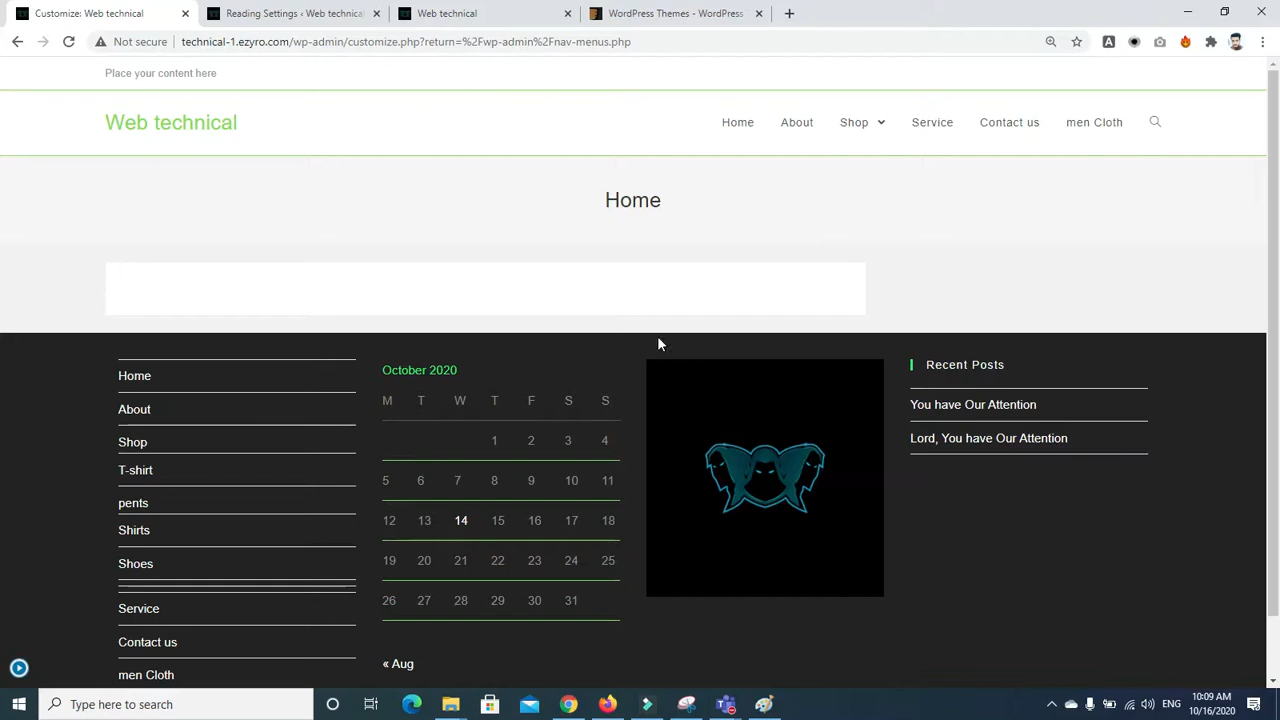 Customize: Web technical
Reading Settings ‹ Web technical
Web technical
WordPress Themes - WordPress
Not secure
technical-1.ezyro.com/wp-admin/customize.php?return=%2Fwp-admin%2Fnav-menus.php
Place your content here
Web technical
Home About Shop Service Contact us men Cloth
Home
Home
About
Shop
T-shirt
pents
Shirts
Shoes
Service
Contact us
men Cloth
October 2020
M T W T F S S
1 2 3 4
5 6 7 8 9 10 11
12 13 14 15 16 17 18
19 20 21 22 23 24 25
26 27 28 29 30 31
« Aug
Recent Posts
You have Our Attention
Lord, You have Our Attention
Type here to search
ENG
10:09 AM
10/16/2020